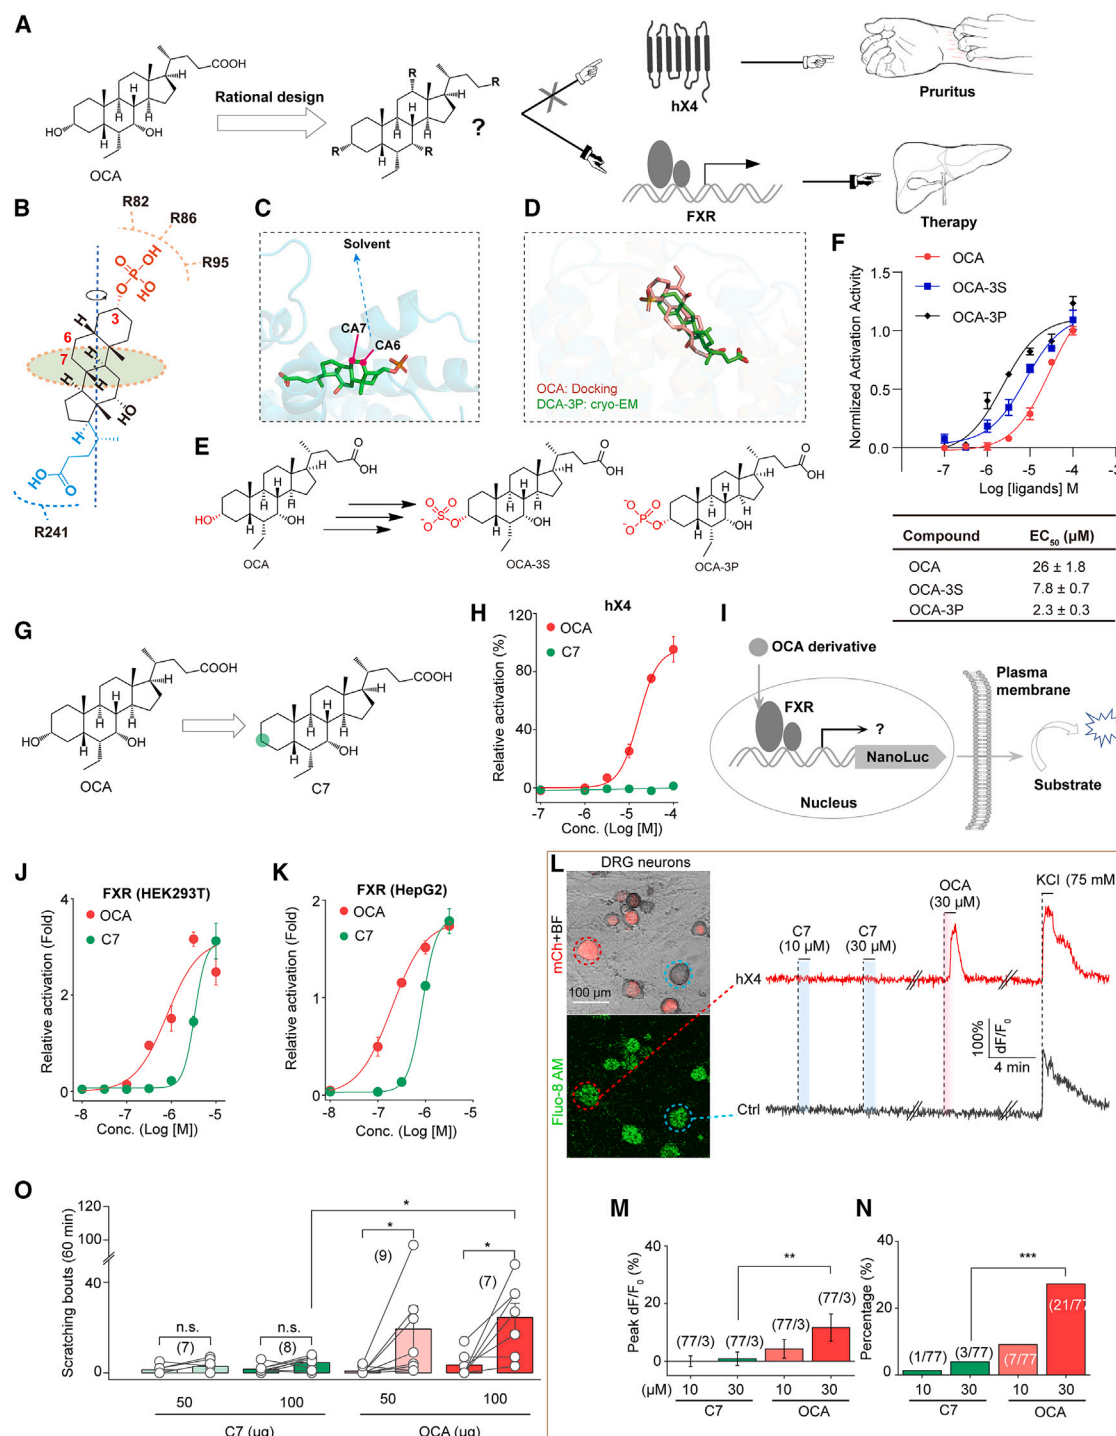 A
COOH
HO
OH
OCA
Rational design
R
R
R
R
?
hX4
Pruritus
FXR
Therapy
B
R82
R86
R95
3
6
7
R241
C
Solvent
CA7
CA6
D
OCA: Docking
DCA-3P: cryo-EM
E
OCA
OCA-3S
OCA-3P
F
OCA
OCA-3S
OCA-3P
Normlized Activation Activity
1.5
1.0
0.5
0.0
-7 -6 -5 -4 -3
Log [ligands] M
Compound EC50 (μM)
OCA 26 ± 1.8
OCA-3S 7.8 ± 0.7
OCA-3P 2.3 ± 0.3
G
COOH
HO
OH
OCA
COOH
OH
C7
H
hX4
OCA
C7
Relative activation (%)
120
80
40
0
-7 -6 -5 -4
Conc. (Log [M])
I
OCA derivative
FXR
?
NanoLuc
Nucleus
Plasma
membrane
Substrate
J
FXR (HEK293T)
OCA
C7
Relative activation (Fold)
4
2
0
-8 -7 -6 -5
Conc. (Log [M])
K
FXR (HepG2)
OCA
C7
Relative activation (Fold)
2
1
0
-8 -7 -6 -5
Conc. (Log [M])
L
DRG neurons
mCh+BF
100 μm
Fluo-8 AM
hX4
Ctrl
C7
(10 μM)
C7
(30 μM)
OCA
(30 μM)
KCl (75 mM)
100%
dF/F0
4 min
M
Peak dF/F0 (%)
40
20
0
(77/3) (77/3) (77/3) (77/3)
**
(μM) 10 30 10 30
C7 OCA
N
Percentage (%)
40
20
0
(1/77) (3/77) (7/77) (21/77)
***
10 30 10 30
C7 OCA
O
Scratching bouts (60 min)
120
100
40
0
n.s.
(7)
n.s.
(8)
*
(9)
*
(7)
*
50 100 50 100
C7 (μg) OCA (μg)